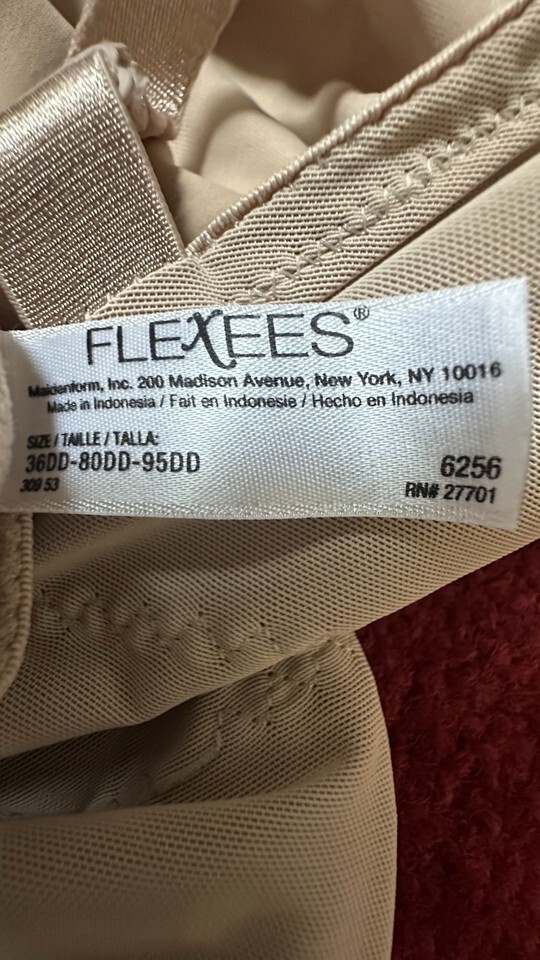 FLEXEES®
Maidenform, Inc. 200 Madison Avenue, New York, NY 10016
Made in Indonesia / Fait en Indonesie / Hecho en Indonesia
SIZE / TAILLE / TALLA:
36DD-80DD-95DD
309 53
6256
RN# 27701